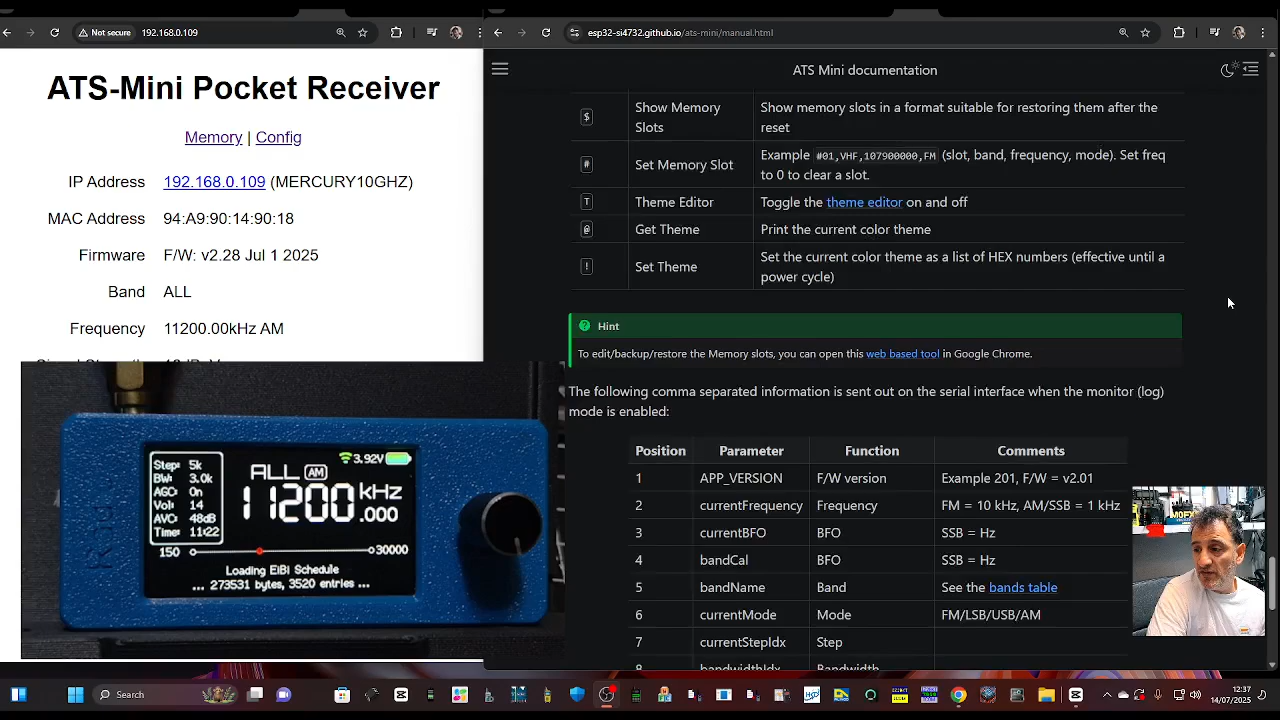 Not secure
192.168.0.109
ATS-Mini Pocket Receiver
Memory | Config
IP Address 192.168.0.109 (MERCURY10GHZ)
MAC Address 94:A9:90:14:90:18
Firmware F/W: v2.28 Jul 1 2025
Band ALL
Frequency 11200.00kHz AM
3.92V
Step: 5k
BW: 3.0k
AGC: On
Vol: 14
AVC: 48dB
Time: 11:22
ALL AM
11200.000 kHz
150 30000
Loading EiBi Schedule
... 273531 bytes, 3520 entries ...
esp32-si4732.github.io/ats-mini/manual.html
ATS Mini documentation
$ Show Memory Slots Show memory slots in a format suitable for restoring them after the
reset
# Set Memory Slot Example #01,VHF,107900000,FM (slot, band, frequency, mode). Set freq
to 0 to clear a slot.
T Theme Editor Toggle the theme editor on and off
@ Get Theme Print the current color theme
! Set Theme Set the current color theme as a list of HEX numbers (effective until a
power cycle)
Hint
To edit/backup/restore the Memory slots, you can open this web based tool in Google Chrome.
The following comma separated information is sent out on the serial interface when the monitor (log)
mode is enabled:
Position Parameter Function Comments
1 APP_VERSION F/W version Example 201, F/W = v2.01
2 currentFrequency Frequency FM = 10 kHz, AM/SSB = 1 kHz
3 currentBFO BFO SSB = Hz
4 bandCal BFO SSB = Hz
5 bandName Band See the bands table
6 currentMode Mode FM/LSB/USB/AM
7 currentStepIdx Step
8 bandwidthIdx Bandwidth
Search
12:37
14/07/2025